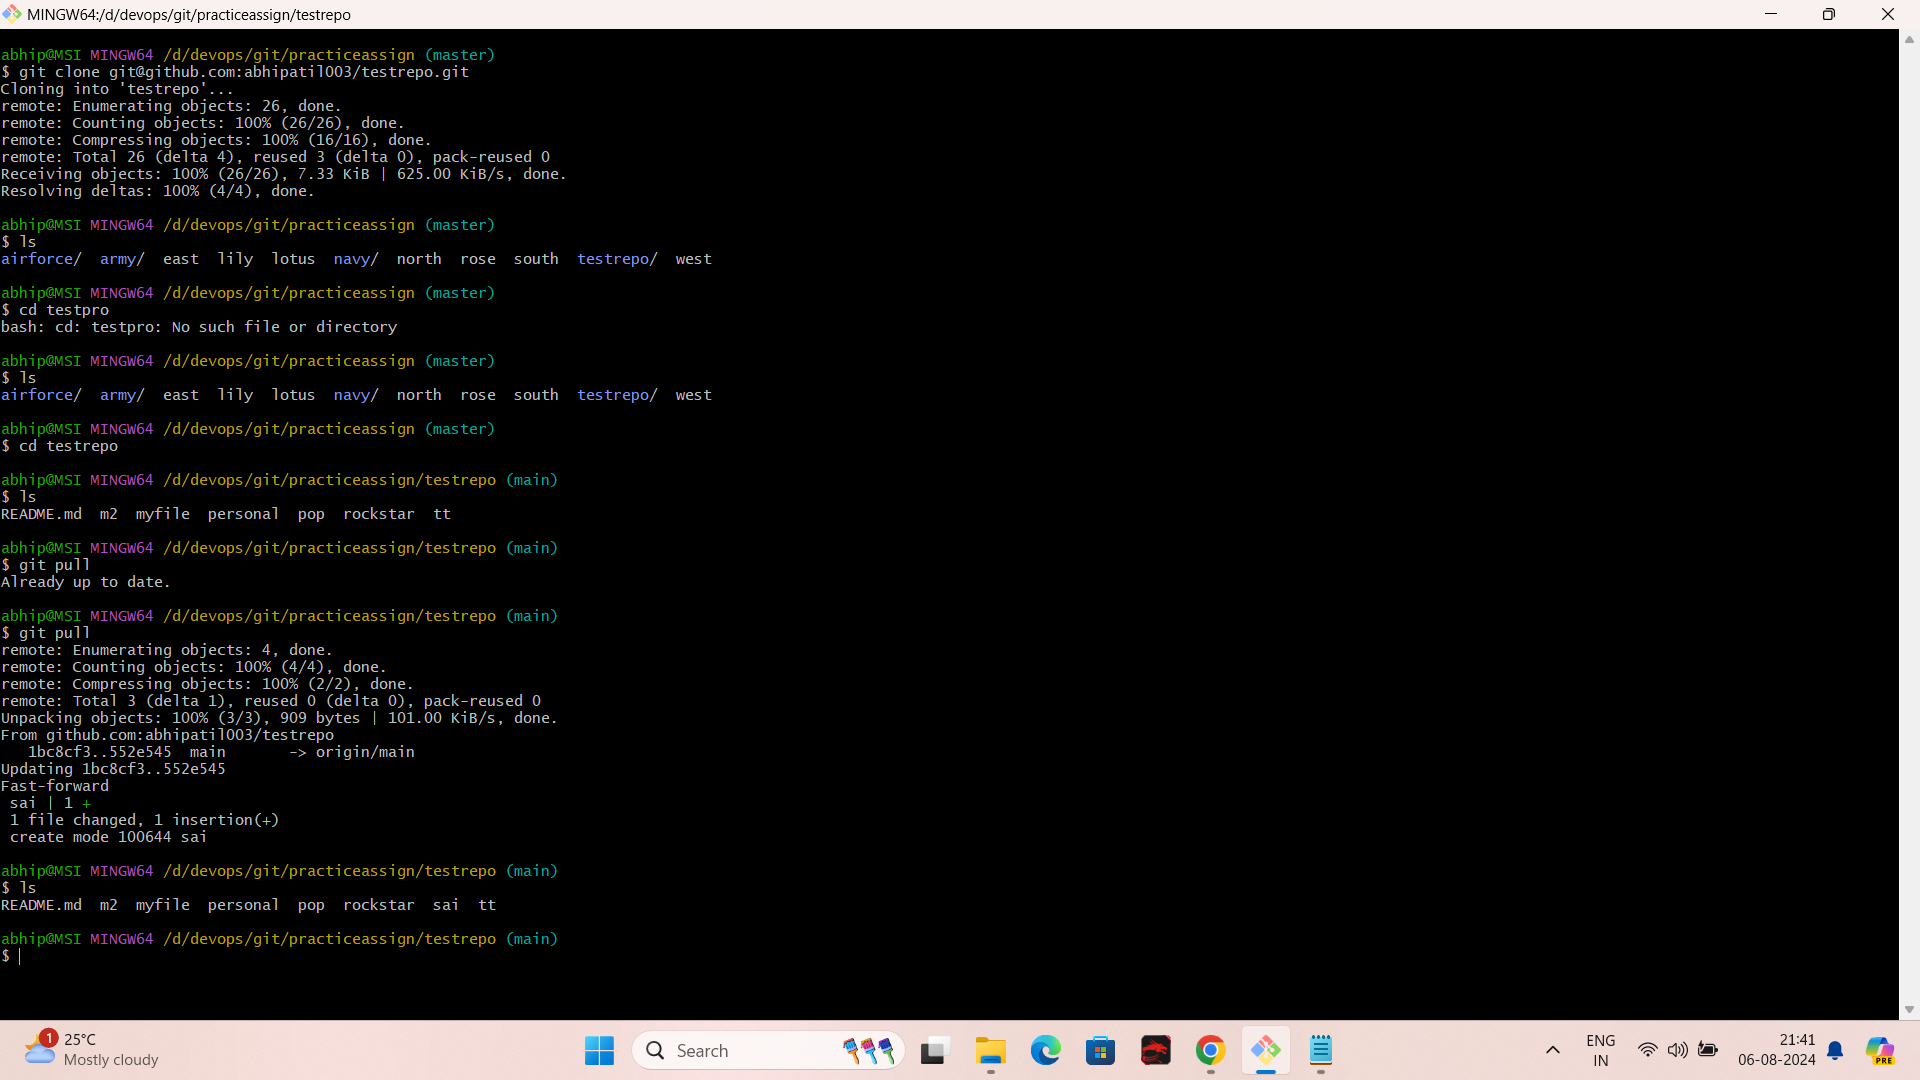 MINGW64:/d/devops/git/practiceassign/testrepo
abhip@MSI MINGW64 /d/devops/git/practiceassign (master)
$ git clone git@github.com:abhipatil003/testrepo.git
Cloning into 'testrepo'...
remote: Enumerating objects: 26, done.
remote: Counting objects: 100% (26/26), done.
remote: Compressing objects: 100% (16/16), done.
remote: Total 26 (delta 4), reused 3 (delta 0), pack-reused 0
Receiving objects: 100% (26/26), 7.33 KiB | 625.00 KiB/s, done.
Resolving deltas: 100% (4/4), done.
abhip@MSI MINGW64 /d/devops/git/practiceassign (master)
$ ls
airforce/  army/  east  lily  lotus  navy/  north  rose  south  testrepo/  west
abhip@MSI MINGW64 /d/devops/git/practiceassign (master)
$ cd testpro
bash: cd: testpro: No such file or directory
abhip@MSI MINGW64 /d/devops/git/practiceassign (master)
$ ls
airforce/  army/  east  lily  lotus  navy/  north  rose  south  testrepo/  west
abhip@MSI MINGW64 /d/devops/git/practiceassign (master)
$ cd testrepo
abhip@MSI MINGW64 /d/devops/git/practiceassign/testrepo (main)
$ ls
README.md  m2  myfile  personal  pop  rockstar  tt
abhip@MSI MINGW64 /d/devops/git/practiceassign/testrepo (main)
$ git pull
Already up to date.
abhip@MSI MINGW64 /d/devops/git/practiceassign/testrepo (main)
$ git pull
remote: Enumerating objects: 4, done.
remote: Counting objects: 100% (4/4), done.
remote: Compressing objects: 100% (2/2), done.
remote: Total 3 (delta 1), reused 0 (delta 0), pack-reused 0
Unpacking objects: 100% (3/3), 909 bytes | 101.00 KiB/s, done.
From github.com:abhipatil003/testrepo
   1bc8cf3..552e545  main       -> origin/main
Updating 1bc8cf3..552e545
Fast-forward
 sai | 1 +
 1 file changed, 1 insertion(+)
 create mode 100644 sai
abhip@MSI MINGW64 /d/devops/git/practiceassign/testrepo (main)
$ ls
README.md  m2  myfile  personal  pop  rockstar  sai  tt
abhip@MSI MINGW64 /d/devops/git/practiceassign/testrepo (main)
$
1
25°C
Mostly cloudy
Search
ENG
IN
21:41
06-08-2024
PRE